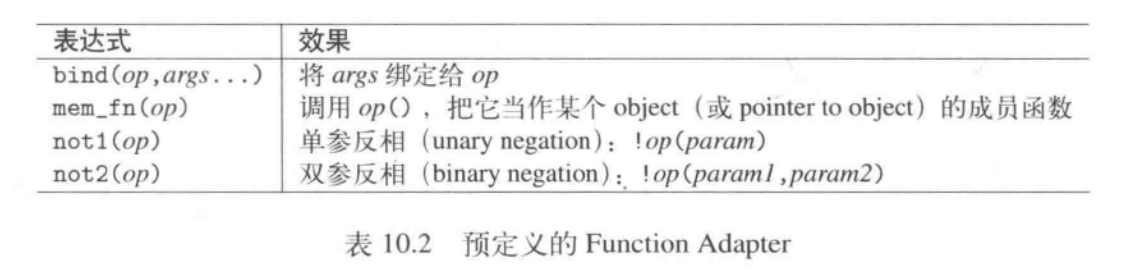 表达式 效果
bind(op,args...) 将 args 绑定给 op
mem_fn(op) 调用 op()，把它当作某个 object（或 pointer to object）的成员函数
not1(op) 单参反相（unary negation）：!op(param)
not2(op) 双参反相（binary negation）：!op(param1,param2)
表 10.2 预定义的 Function Adapter